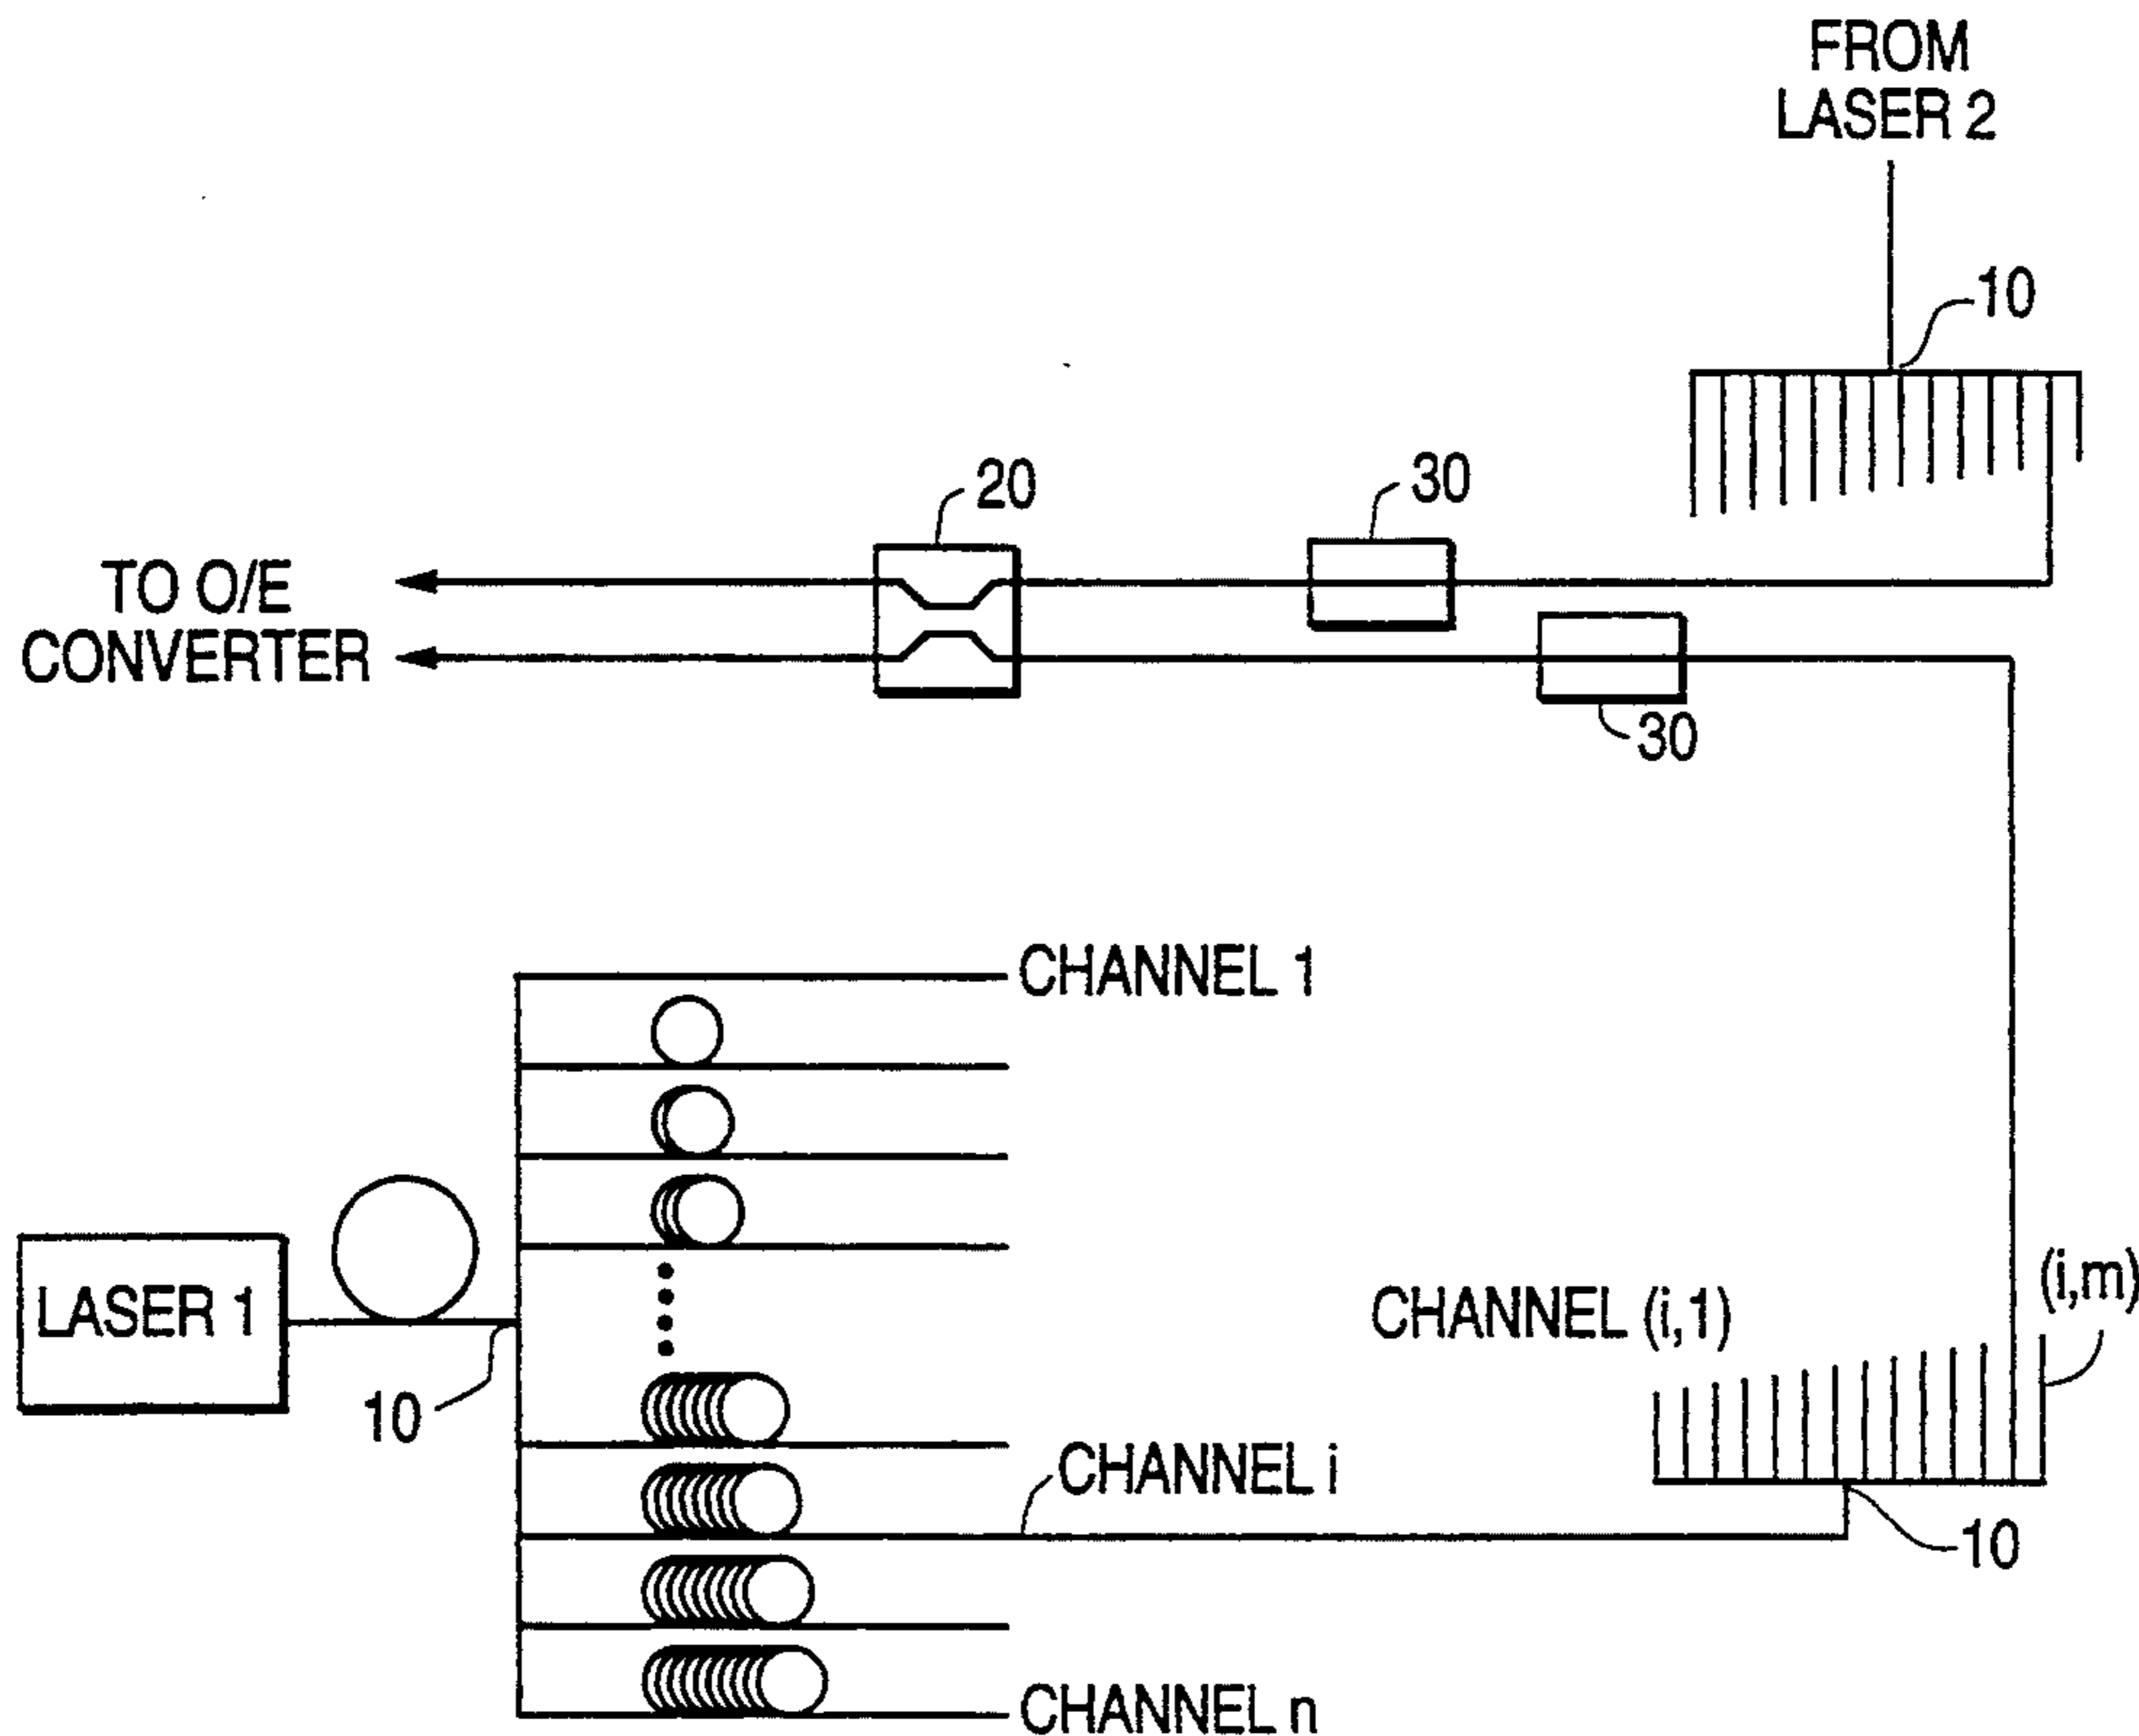 FROM
LASER 2
10
20
30
TO O/E
CONVERTER
30
CHANNEL 1
LASER 1
10
CHANNEL (i,1)
(i,m)
CHANNEL i
10
CHANNEL n